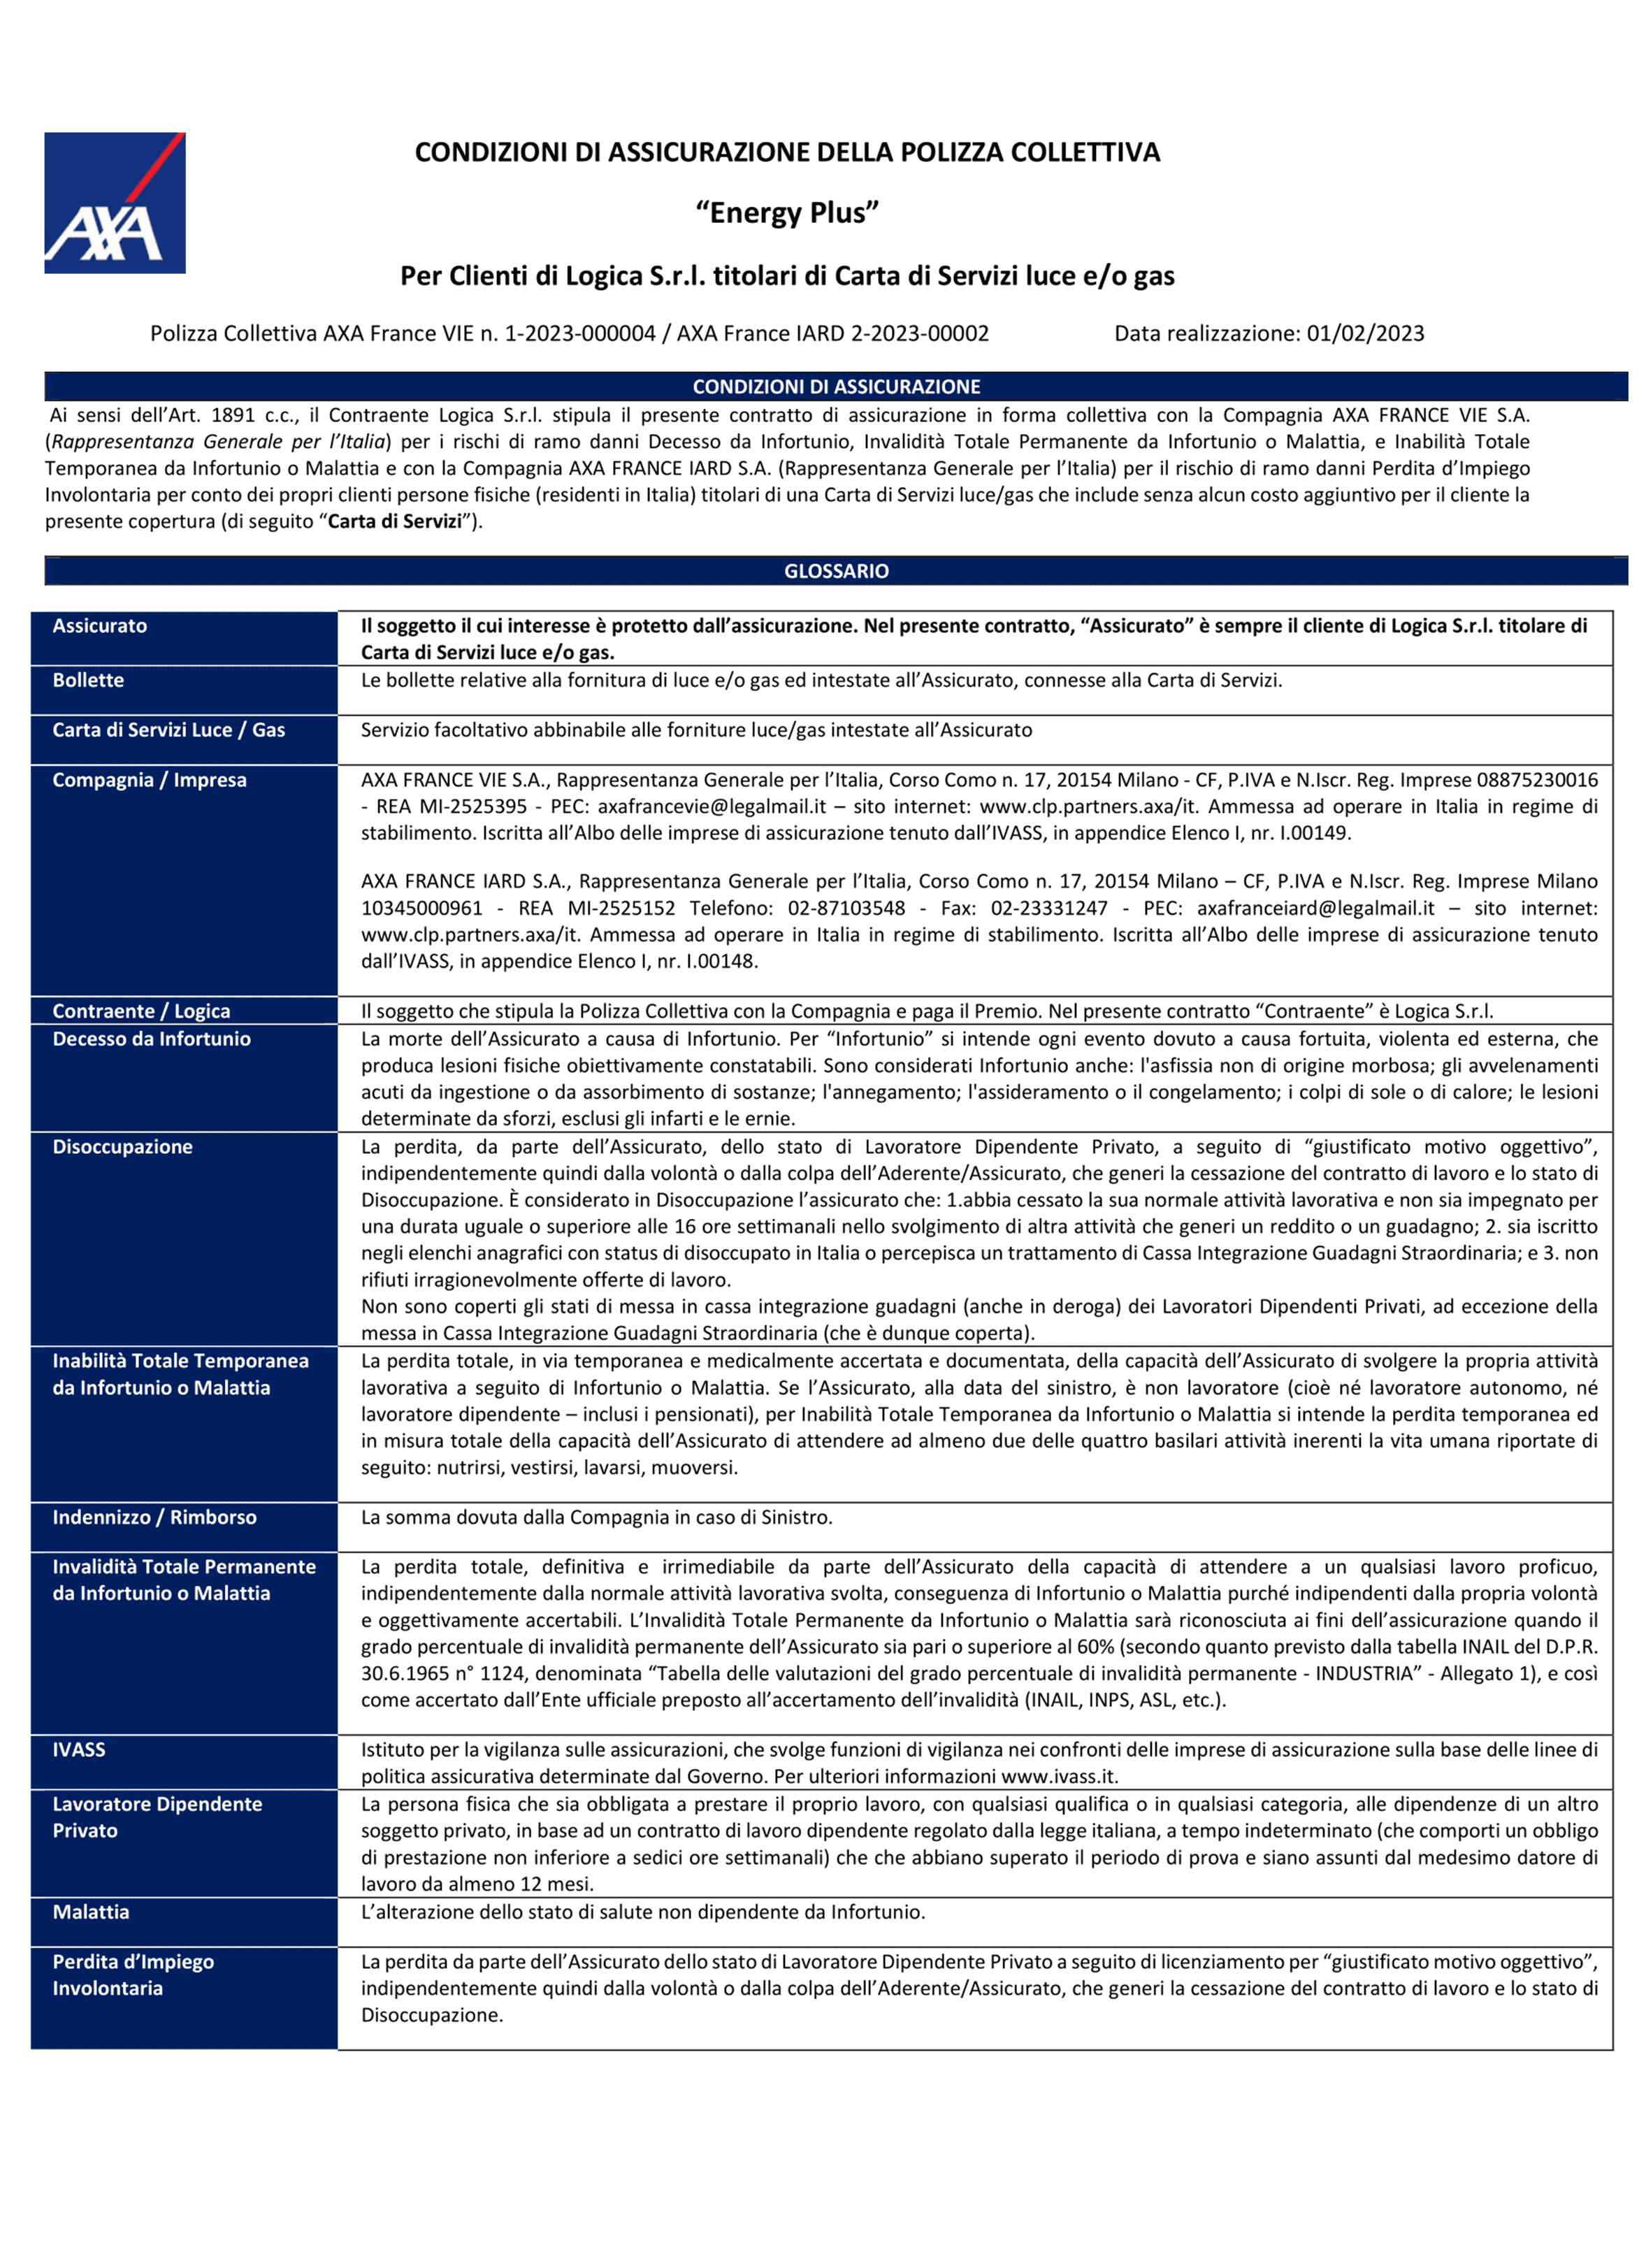 AXA
CONDIZIONI DI ASSICURAZIONE DELLA POLIZZA COLLETTIVA
“Energy Plus”
Per Clienti di Logica S.r.l. titolari di Carta di Servizi luce e/o gas
Polizza Collettiva AXA France VIE n. 1-2023-000004 / AXA France IARD 2-2023-00002 Data realizzazione: 01/02/2023
CONDIZIONI DI ASSICURAZIONE
Ai sensi dell’Art. 1891 c.c., il Contraente Logica S.r.l. stipula il presente contratto di assicurazione in forma collettiva con la Compagnia AXA FRANCE VIE S.A.
(Rappresentanza Generale per l’Italia) per i rischi di ramo danni Decesso da Infortunio, Invalidità Totale Permanente da Infortunio o Malattia, e Inabilità Totale
Temporanea da Infortunio o Malattia e con la Compagnia AXA FRANCE IARD S.A. (Rappresentanza Generale per l’Italia) per il rischio di ramo danni Perdita d’Impiego
Involontaria per conto dei propri clienti persone fisiche (residenti in Italia) titolari di una Carta di Servizi luce/gas che include senza alcun costo aggiuntivo per il cliente la
presente copertura (di seguito “Carta di Servizi”).
GLOSSARIO
Assicurato
Il soggetto il cui interesse è protetto dall’assicurazione. Nel presente contratto, “Assicurato” è sempre il cliente di Logica S.r.l. titolare di
Carta di Servizi luce e/o gas.
Bollette
Le bollette relative alla fornitura di luce e/o gas ed intestate all’Assicurato, connesse alla Carta di Servizi.
Carta di Servizi Luce / Gas
Servizio facoltativo abbinabile alle forniture luce/gas intestate all’Assicurato
Compagnia / Impresa
AXA FRANCE VIE S.A., Rappresentanza Generale per l’Italia, Corso Como n. 17, 20154 Milano - CF, P.IVA e N.Iscr. Reg. Imprese 08875230016
- REA MI-2525395 - PEC: axafrancevie@legalmail.it – sito internet: www.clp.partners.axa/it. Ammessa ad operare in Italia in regime di
stabilimento. Iscritta all’Albo delle imprese di assicurazione tenuto dall’IVASS, in appendice Elenco I, nr. I.00149.
AXA FRANCE IARD S.A., Rappresentanza Generale per l’Italia, Corso Como n. 17, 20154 Milano – CF, P.IVA e N.Iscr. Reg. Imprese Milano
10345000961 - REA MI-2525152 Telefono: 02-87103548 - Fax: 02-23331247 - PEC: axafranceiard@legalmail.it – sito internet:
www.clp.partners.axa/it. Ammessa ad operare in Italia in regime di stabilimento. Iscritta all’Albo delle imprese di assicurazione tenuto
dall’IVASS, in appendice Elenco I, nr. I.00148.
Contraente / Logica
Il soggetto che stipula la Polizza Collettiva con la Compagnia e paga il Premio. Nel presente contratto “Contraente” è Logica S.r.l.
Decesso da Infortunio
La morte dell’Assicurato a causa di Infortunio. Per “Infortunio” si intende ogni evento dovuto a causa fortuita, violenta ed esterna, che
produca lesioni fisiche obiettivamente constatabili. Sono considerati Infortunio anche: l'asfissia non di origine morbosa; gli avvelenamenti
acuti da ingestione o da assorbimento di sostanze; l'annegamento; l'assideramento o il congelamento; i colpi di sole o di calore; le lesioni
determinate da sforzi, esclusi gli infarti e le ernie.
Disoccupazione
La perdita, da parte dell’Assicurato, dello stato di Lavoratore Dipendente Privato, a seguito di “giustificato motivo oggettivo”,
indipendentemente quindi dalla volontà o dalla colpa dell’Aderente/Assicurato, che generi la cessazione del contratto di lavoro e lo stato di
Disoccupazione. È considerato in Disoccupazione l’assicurato che: 1.abbia cessato la sua normale attività lavorativa e non sia impegnato per
una durata uguale o superiore alle 16 ore settimanali nello svolgimento di altra attività che generi un reddito o un guadagno; 2. sia iscritto
negli elenchi anagrafici con status di disoccupato in Italia o percepisca un trattamento di Cassa Integrazione Guadagni Straordinaria; e 3. non
rifiuti irragionevolmente offerte di lavoro.
Non sono coperti gli stati di messa in cassa integrazione guadagni (anche in deroga) dei Lavoratori Dipendenti Privati, ad eccezione della
messa in Cassa Integrazione Guadagni Straordinaria (che è dunque coperta).
Inabilità Totale Temporanea
da Infortunio o Malattia
La perdita totale, in via temporanea e medicalmente accertata e documentata, della capacità dell’Assicurato di svolgere la propria attività
lavorativa a seguito di Infortunio o Malattia. Se l’Assicurato, alla data del sinistro, è non lavoratore (cioè né lavoratore autonomo, né
lavoratore dipendente – inclusi i pensionati), per Inabilità Totale Temporanea da Infortunio o Malattia si intende la perdita temporanea ed
in misura totale della capacità dell’Assicurato di attendere ad almeno due delle quattro basilari attività inerenti la vita umana riportate di
seguito: nutrirsi, vestirsi, lavarsi, muoversi.
Indennizzo / Rimborso
La somma dovuta dalla Compagnia in caso di Sinistro.
Invalidità Totale Permanente
da Infortunio o Malattia
La perdita totale, definitiva e irrimediabile da parte dell’Assicurato della capacità di attendere a un qualsiasi lavoro proficuo,
indipendentemente dalla normale attività lavorativa svolta, conseguenza di Infortunio o Malattia purché indipendenti dalla propria volontà
e oggettivamente accertabili. L’Invalidità Totale Permanente da Infortunio o Malattia sarà riconosciuta ai fini dell’assicurazione quando il
grado percentuale di invalidità permanente dell’Assicurato sia pari o superiore al 60% (secondo quanto previsto dalla tabella INAIL del D.P.R.
30.6.1965 n° 1124, denominata “Tabella delle valutazioni del grado percentuale di invalidità permanente - INDUSTRIA” - Allegato 1), e così
come accertato dall’Ente ufficiale preposto all’accertamento dell’invalidità (INAIL, INPS, ASL, etc.).
IVASS
Istituto per la vigilanza sulle assicurazioni, che svolge funzioni di vigilanza nei confronti delle imprese di assicurazione sulla base delle linee di
politica assicurativa determinate dal Governo. Per ulteriori informazioni www.ivass.it.
Lavoratore Dipendente
Privato
La persona fisica che sia obbligata a prestare il proprio lavoro, con qualsiasi qualifica o in qualsiasi categoria, alle dipendenze di un altro
soggetto privato, in base ad un contratto di lavoro dipendente regolato dalla legge italiana, a tempo indeterminato (che comporti un obbligo
di prestazione non inferiore a sedici ore settimanali) che che abbiano superato il periodo di prova e siano assunti dal medesimo datore di
lavoro da almeno 12 mesi.
Malattia
L’alterazione dello stato di salute non dipendente da Infortunio.
Perdita d’Impiego
Involontaria
La perdita da parte dell’Assicurato dello stato di Lavoratore Dipendente Privato a seguito di licenziamento per “giustificato motivo oggettivo”,
indipendentemente quindi dalla volontà o dalla colpa dell’Aderente/Assicurato, che generi la cessazione del contratto di lavoro e lo stato di
Disoccupazione.